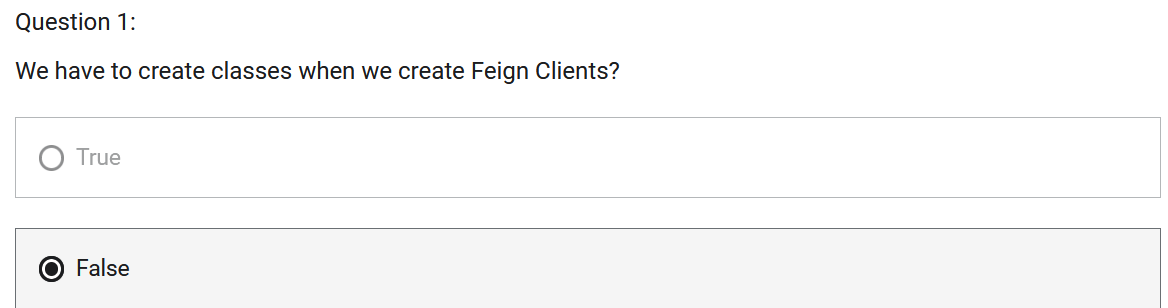 Question 1:
We have to create classes when we create Feign Clients?
True
False